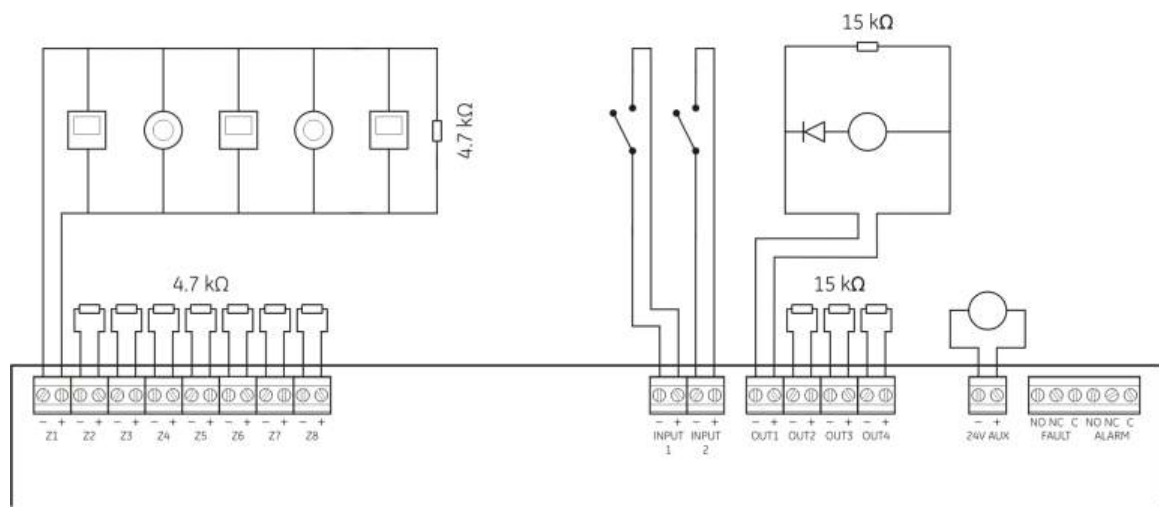 15 kΩ
4.7 kΩ
4.7 kΩ
15 kΩ
− + − + − + − + − + − + − + − +
Z1 Z2 Z3 Z4 Z5 Z6 Z7 Z8
− + − +
INPUT 1 INPUT 2
− + − + − + − +
OUT1 OUT2 OUT3 OUT4
− +
24V AUX
NO NC C NO NC C
FAULT ALARM